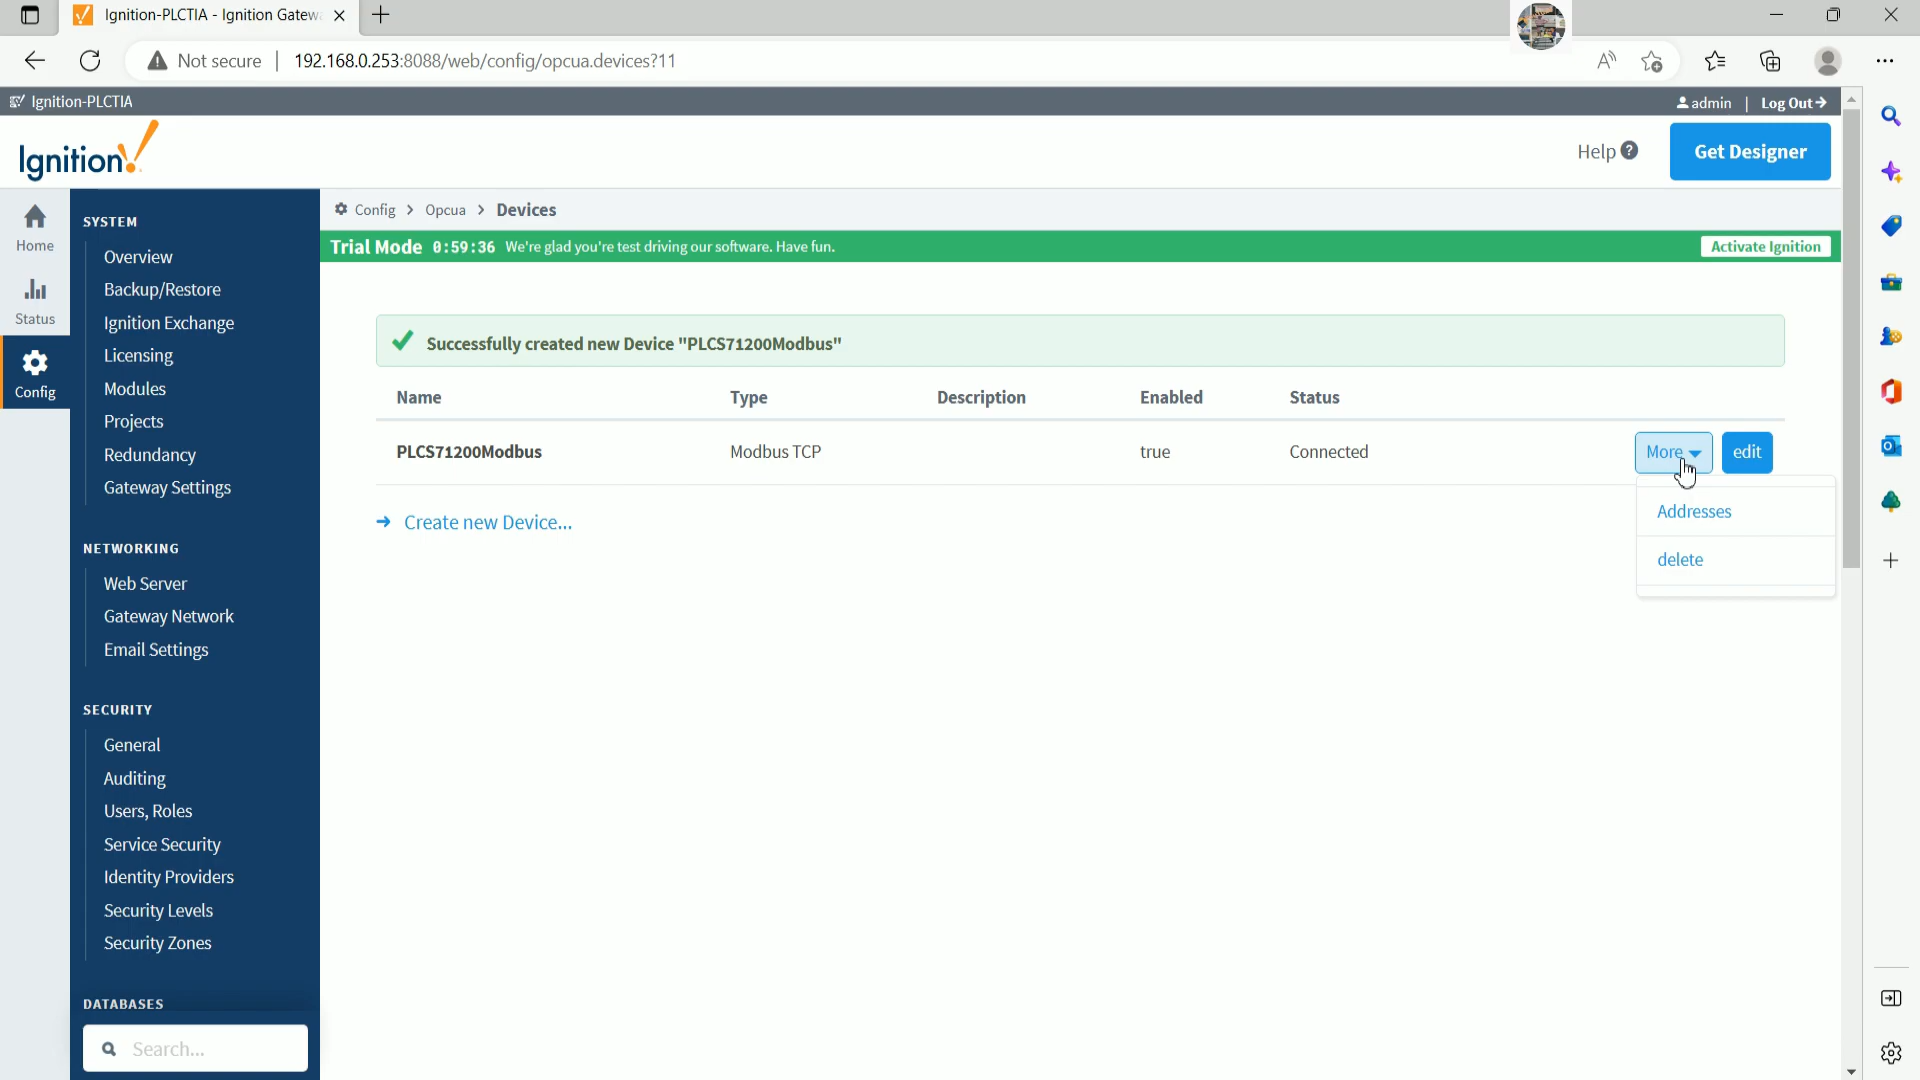 Ignition-PLCTIA - Ignition Gatew
Not secure
192.168.0.253:8088/web/config/opcua.devices?11
Ignition-PLCTIA
admin | Log Out
Ignition!
Help
Get Designer
Home
Status
Config
SYSTEM
Overview
Backup/Restore
Ignition Exchange
Licensing
Modules
Projects
Redundancy
Gateway Settings
NETWORKING
Web Server
Gateway Network
Email Settings
SECURITY
General
Auditing
Users, Roles
Service Security
Identity Providers
Security Levels
Security Zones
DATABASES
Search...
Config > Opcua > Devices
Trial Mode 0:59:36 We're glad you're test driving our software. Have fun.
Activate Ignition
Successfully created new Device "PLCS71200Modbus"
Name Type Description Enabled Status
PLCS71200Modbus Modbus TCP true Connected More edit
Addresses
delete
Create new Device...